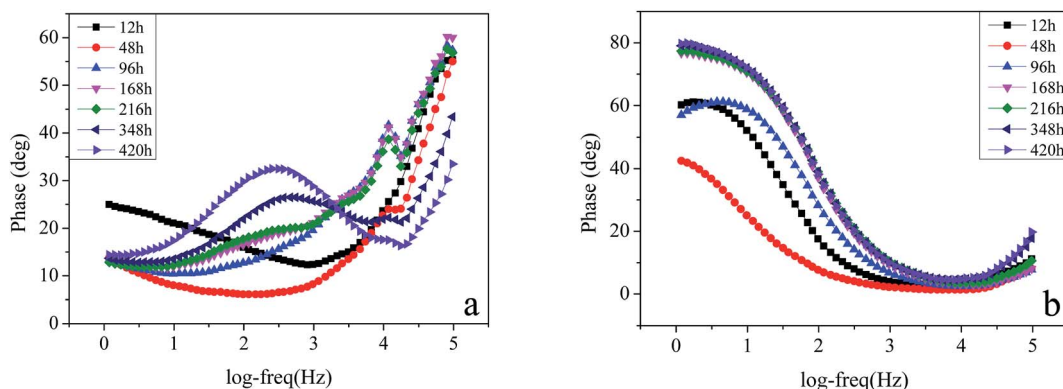 12h
48h
96h
168h
216h
348h
420h
60
50
40
30
20
10
0
Phase (deg)
0 1 2 3 4 5
log-freq(Hz)
a
12h
48h
96h
168h
216h
348h
420h
80
60
40
20
0
Phase (deg)
0 1 2 3 4 5
log-freq(Hz)
b